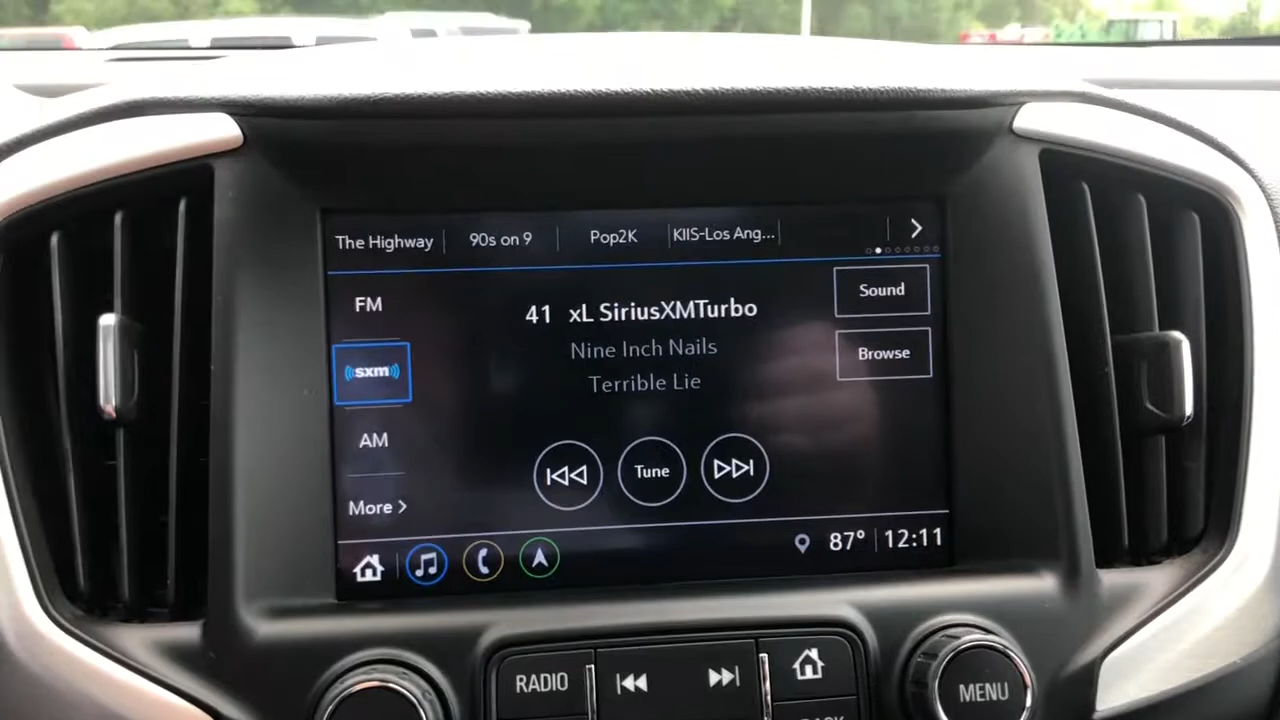 The Highway
90s on 9
Pop2K
KIIS-Los Ang...
FM
41 xL SiriusXMTurbo
Sound
Nine Inch Nails
sxm
Browse
Terrible Lie
AM
Tune
More
87° 12:11
RADIO
MENU
BACK